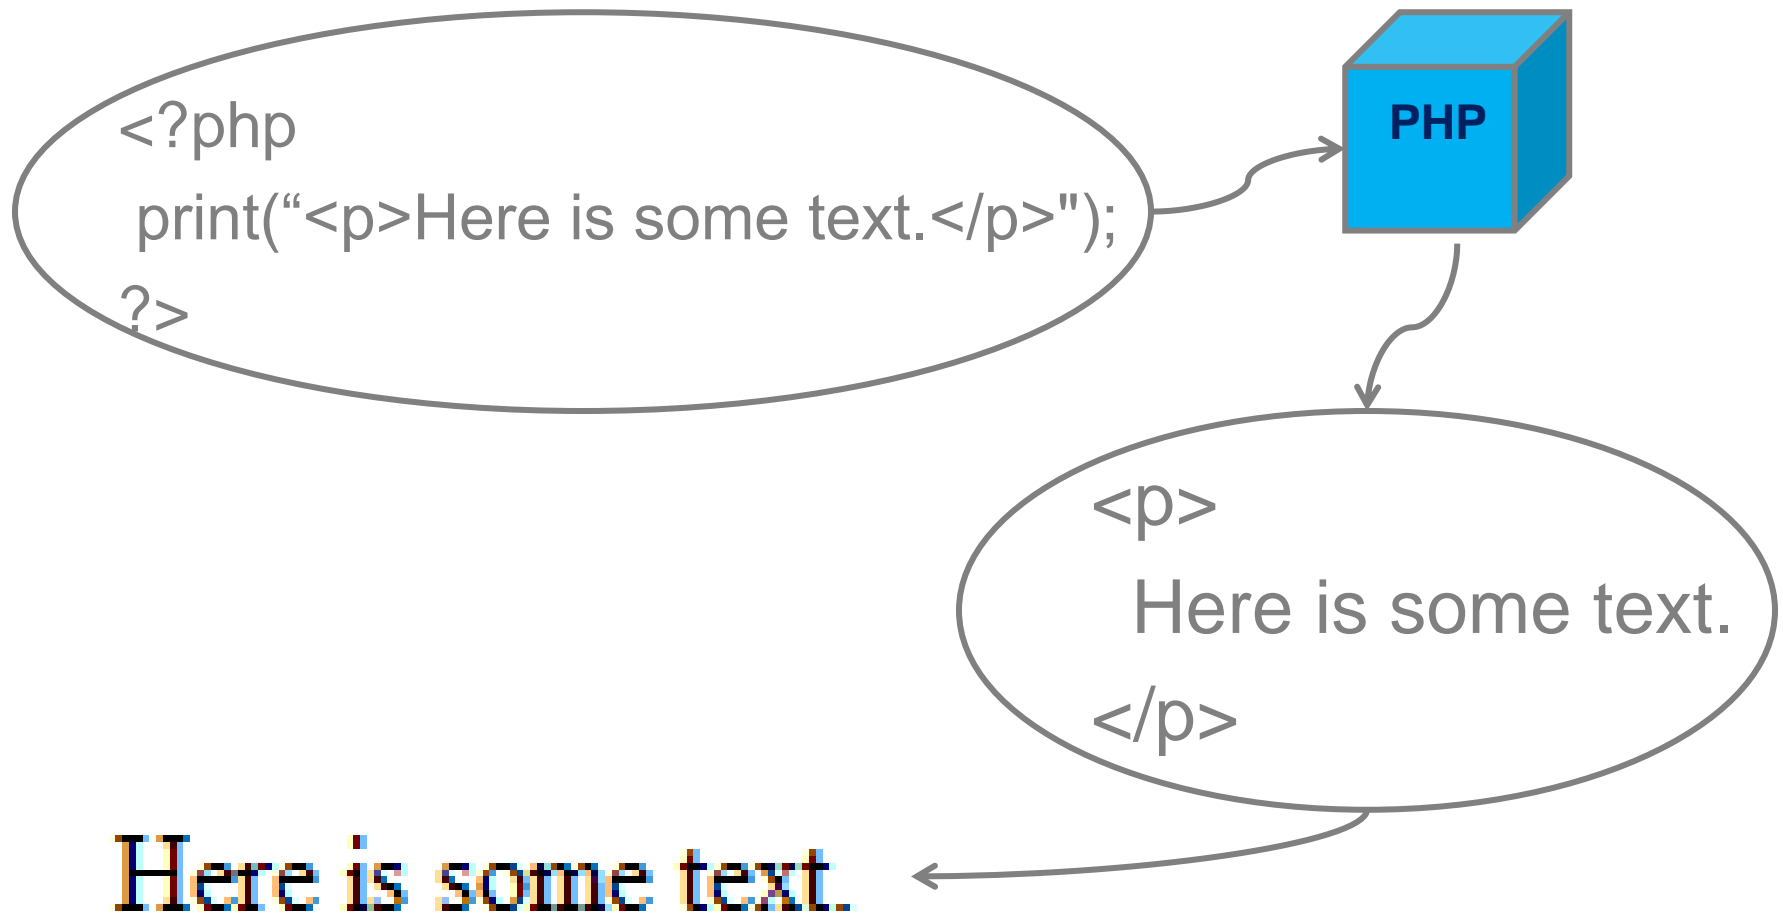 <?php
print(“<p>Here is some text.</p>");
?>
PHP
<p>
Here is some text.
</p>
Here is some text.